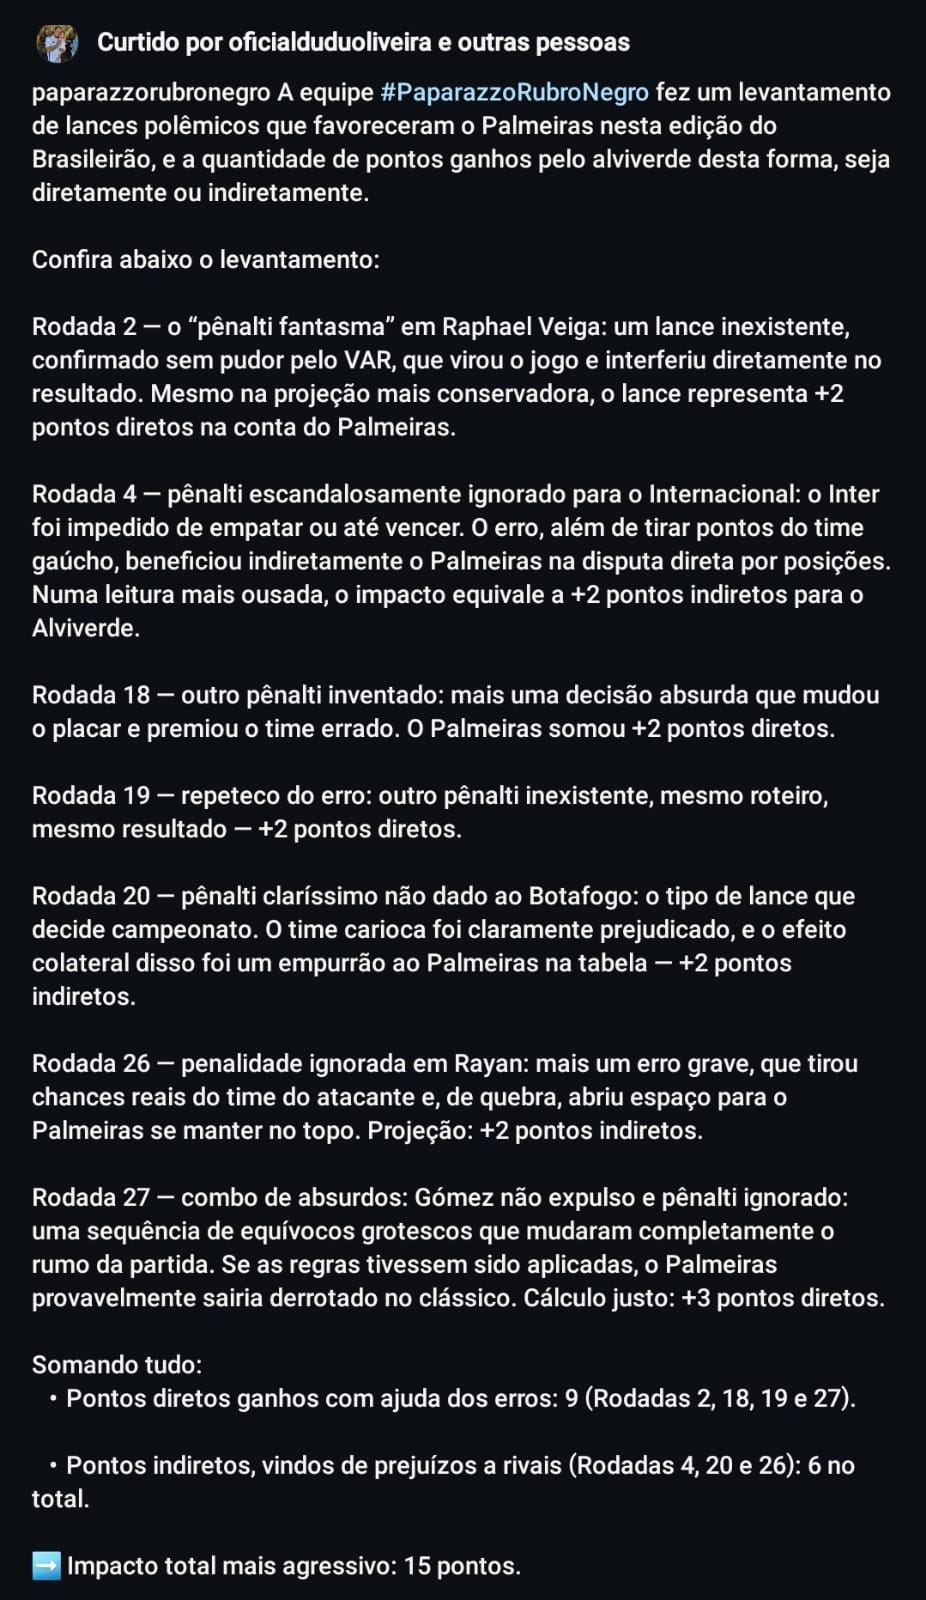 Curtido por oficialduduoliveira e outras pessoas
paparazzorubronegro A equipe #PaparazzoRubroNegro fez um levantamento
de lances polêmicos que favoreceram o Palmeiras nesta edição do
Brasileirão, e a quantidade de pontos ganhos pelo alviverde desta forma, seja
diretamente ou indiretamente.
Confira abaixo o levantamento:
Rodada 2 — o “pênalti fantasma” em Raphael Veiga: um lance inexistente,
confirmado sem pudor pelo VAR, que virou o jogo e interferiu diretamente no
resultado. Mesmo na projeção mais conservadora, o lance representa +2
pontos diretos na conta do Palmeiras.
Rodada 4 — pênalti escandalosamente ignorado para o Internacional: o Inter
foi impedido de empatar ou até vencer. O erro, além de tirar pontos do time
gaúcho, beneficiou indiretamente o Palmeiras na disputa direta por posições.
Numa leitura mais ousada, o impacto equivale a +2 pontos indiretos para o
Alviverde.
Rodada 18 — outro pênalti inventado: mais uma decisão absurda que mudou
o placar e premiou o time errado. O Palmeiras somou +2 pontos diretos.
Rodada 19 — repeteco do erro: outro pênalti inexistente, mesmo roteiro,
mesmo resultado — +2 pontos diretos.
Rodada 20 — pênalti claríssimo não dado ao Botafogo: o tipo de lance que
decide campeonato. O time carioca foi claramente prejudicado, e o efeito
colateral disso foi um empurrão ao Palmeiras na tabela — +2 pontos
indiretos.
Rodada 26 — penalidade ignorada em Rayan: mais um erro grave, que tirou
chances reais do time do atacante e, de quebra, abriu espaço para o
Palmeiras se manter no topo. Projeção: +2 pontos indiretos.
Rodada 27 — combo de absurdos: Gómez não expulso e pênalti ignorado:
uma sequência de equívocos grotescos que mudaram completamente o
rumo da partida. Se as regras tivessem sido aplicadas, o Palmeiras
provavelmente sairia derrotado no clássico. Cálculo justo: +3 pontos diretos.
Somando tudo:
• Pontos diretos ganhos com ajuda dos erros: 9 (Rodadas 2, 18, 19 e 27).
• Pontos indiretos, vindos de prejuízos a rivais (Rodadas 4, 20 e 26): 6 no
total.
➡️ Impacto total mais agressivo: 15 pontos.